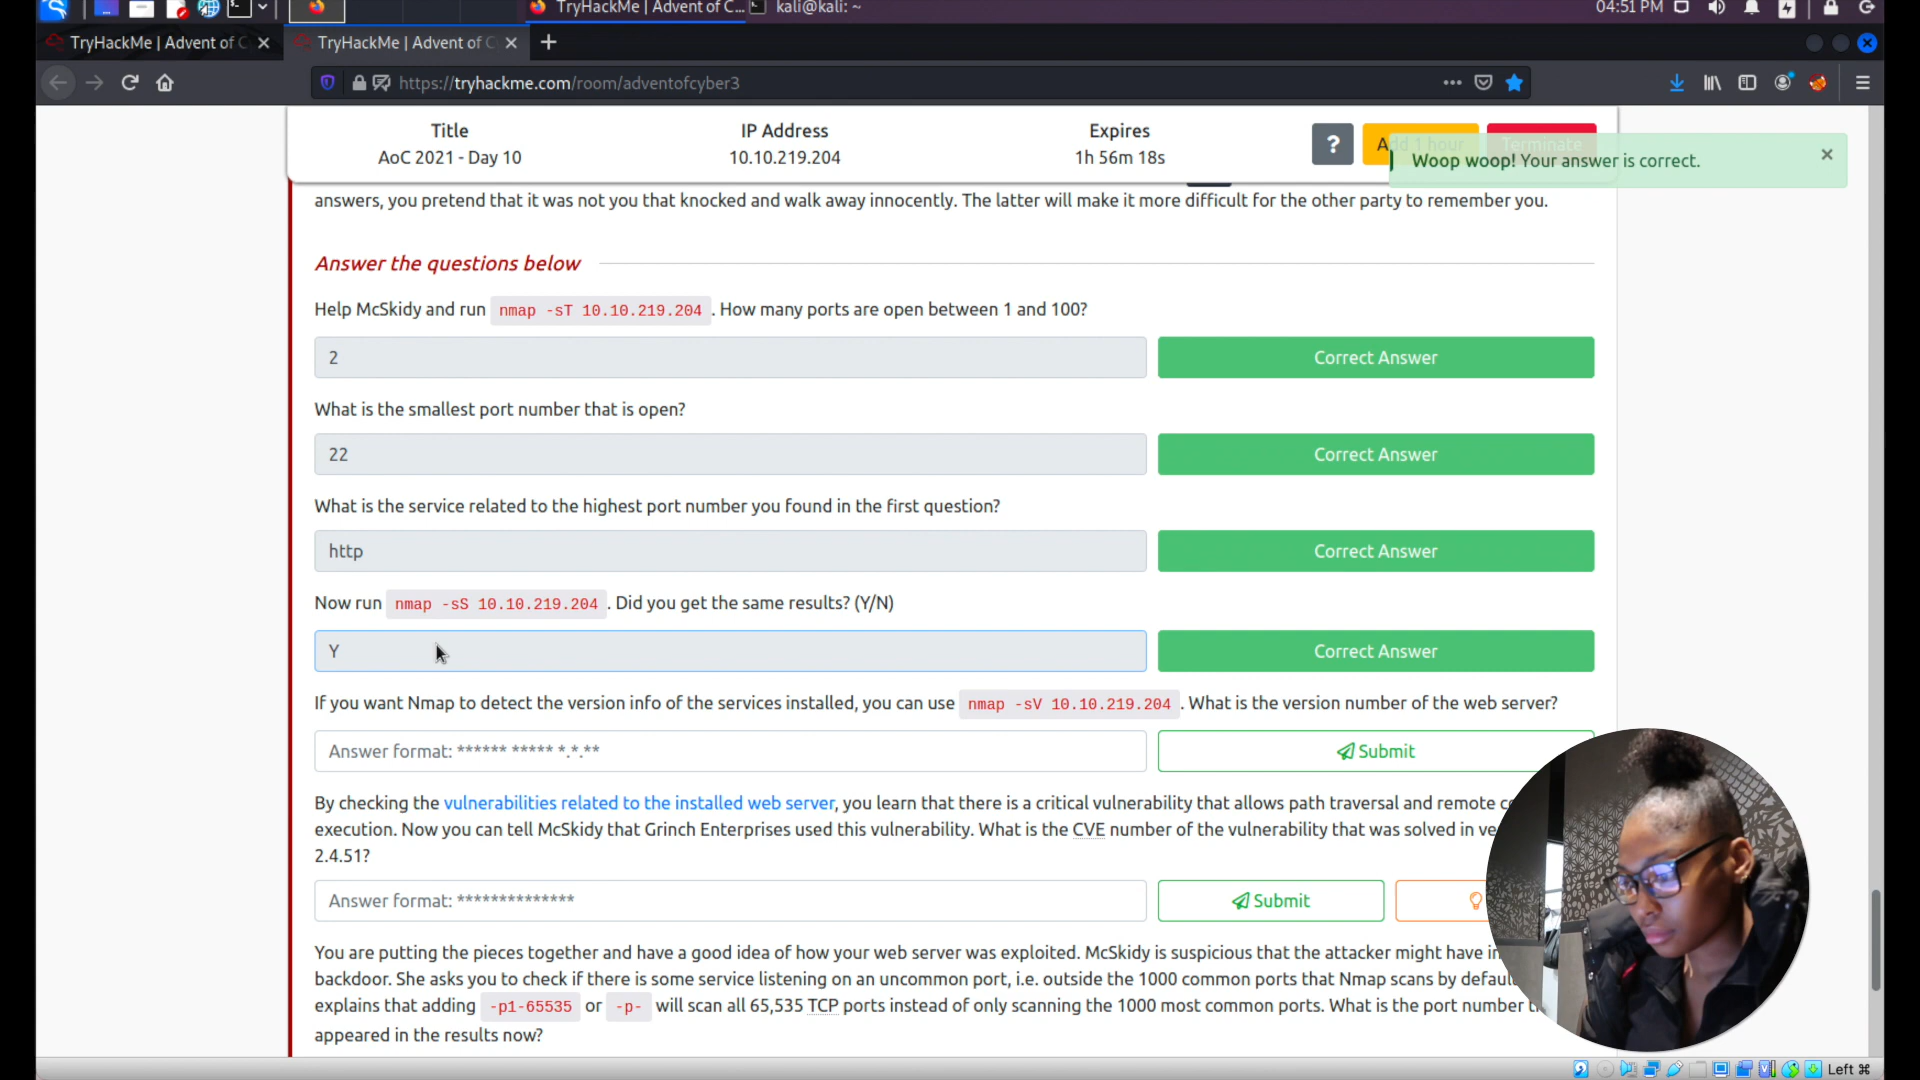 TryHackMe | Advent of C...
kali@kali: ~
04:51 PM
TryHackMe | Advent of C
TryHackMe | Advent of C
https://tryhackme.com/room/adventofcyber3
Title
IP Address
Expires
AoC 2021 - Day 10
10.10.219.204
1h 56m 18s
?
Add 1 hour
Terminate
Woop woop! Your answer is correct.
answers, you pretend that it was not you that knocked and walk away innocently. The latter will make it more difficult for the other party to remember you.
Answer the questions below
Help McSkidy and run nmap -sT 10.10.219.204 . How many ports are open between 1 and 100?
2
Correct Answer
What is the smallest port number that is open?
22
Correct Answer
What is the service related to the highest port number you found in the first question?
http
Correct Answer
Now run nmap -sS 10.10.219.204 . Did you get the same results? (Y/N)
Y
Correct Answer
If you want Nmap to detect the version info of the services installed, you can use nmap -sV 10.10.219.204 . What is the version number of the web server?
Answer format: ****** ***** *.*.**
Submit
By checking the vulnerabilities related to the installed web server, you learn that there is a critical vulnerability that allows path traversal and remote
execution. Now you can tell McSkidy that Grinch Enterprises used this vulnerability. What is the CVE number of the vulnerability that was solved in
2.4.51?
Answer format: **************
Submit
You are putting the pieces together and have a good idea of how your web server was exploited. McSkidy is suspicious that the attacker might have
backdoor. She asks you to check if there is some service listening on an uncommon port, i.e. outside the 1000 common ports that Nmap scans by
explains that adding -p1-65535 or -p- will scan all 65,535 TCP ports instead of only scanning the 1000 most common ports. What is the port number
appeared in the results now?
Left ⌘